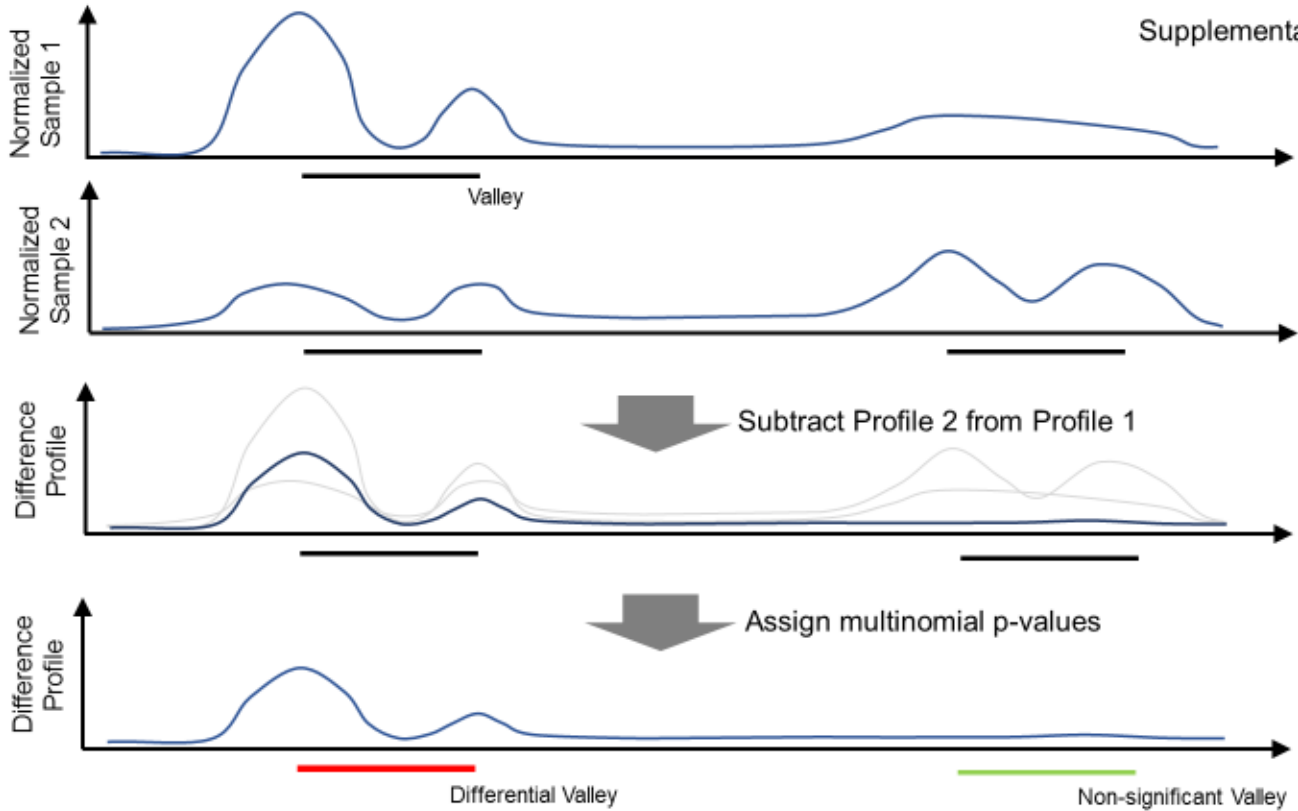 Supplementa
Normalized
Sample 1
Valley
Normalized
Sample 2
Subtract Profile 2 from Profile 1
Difference
Profile
Assign multinomial p-values
Difference
Profile
Differential Valley
Non-significant Valley